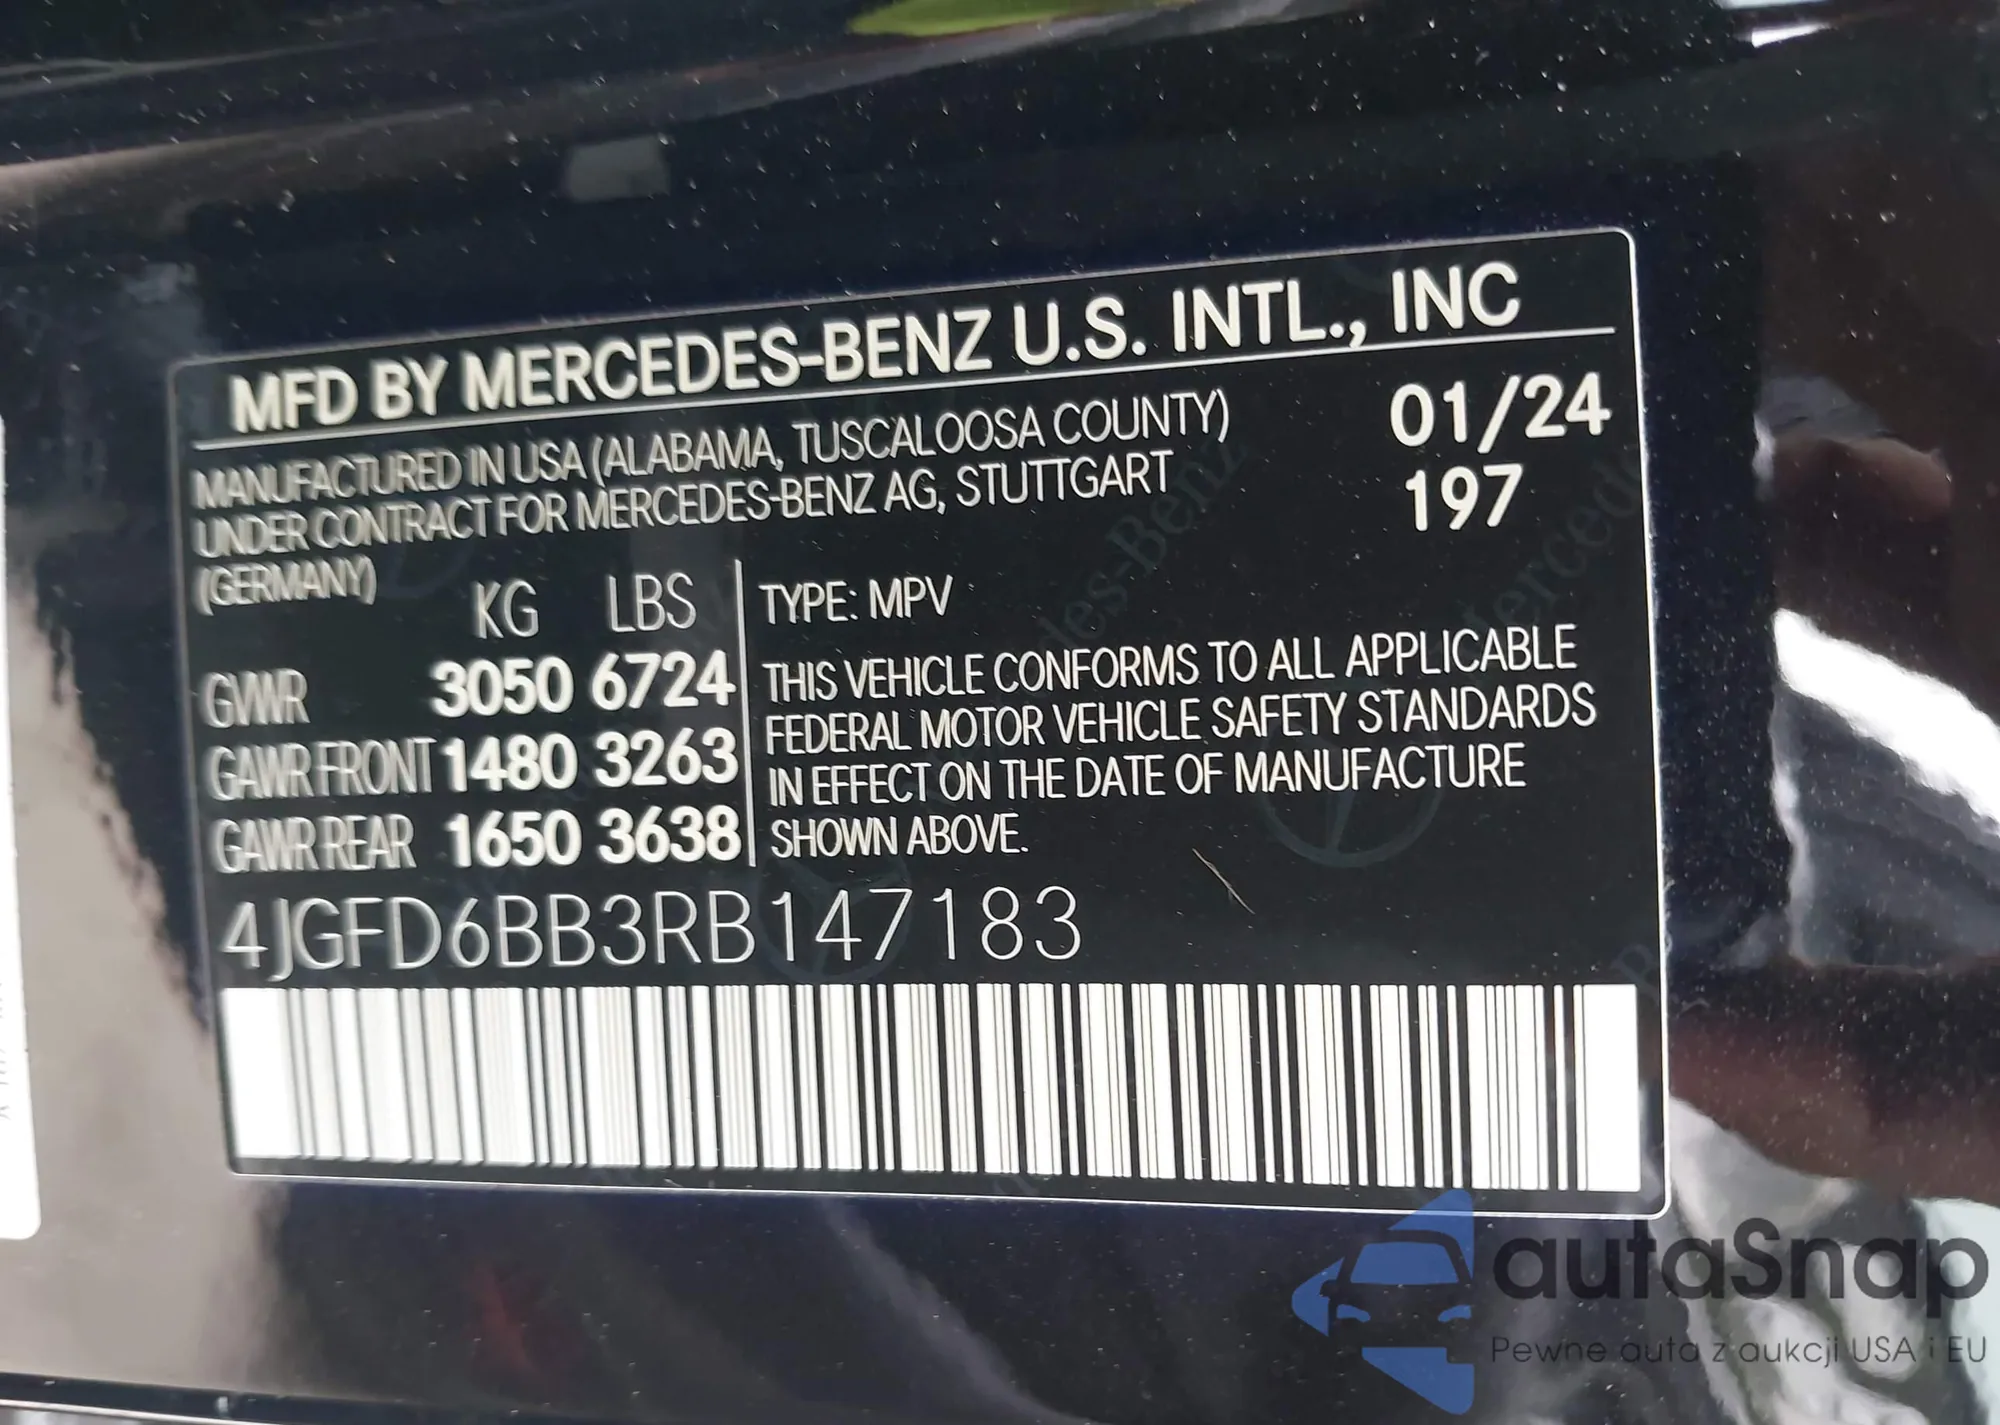 MFD BY MERCEDES-BENZ U.S. INTL., INC
MANUFACTURED IN USA (ALABAMA, TUSCALOOSA COUNTY)
UNDER CONTRACT FOR MERCEDES-BENZ AG, STUTTGART
(GERMANY)
01/24
197
KG LBS
GVWR 3050 6724
GAWR FRONT 1480 3263
GAWR REAR 1650 3638
TYPE: MPV
THIS VEHICLE CONFORMS TO ALL APPLICABLE
FEDERAL MOTOR VEHICLE SAFETY STANDARDS
IN EFFECT ON THE DATE OF MANUFACTURE
SHOWN ABOVE.
4JGFD6BB3RB147183
autaSnap
Pewne auta z aukcji USA i EU